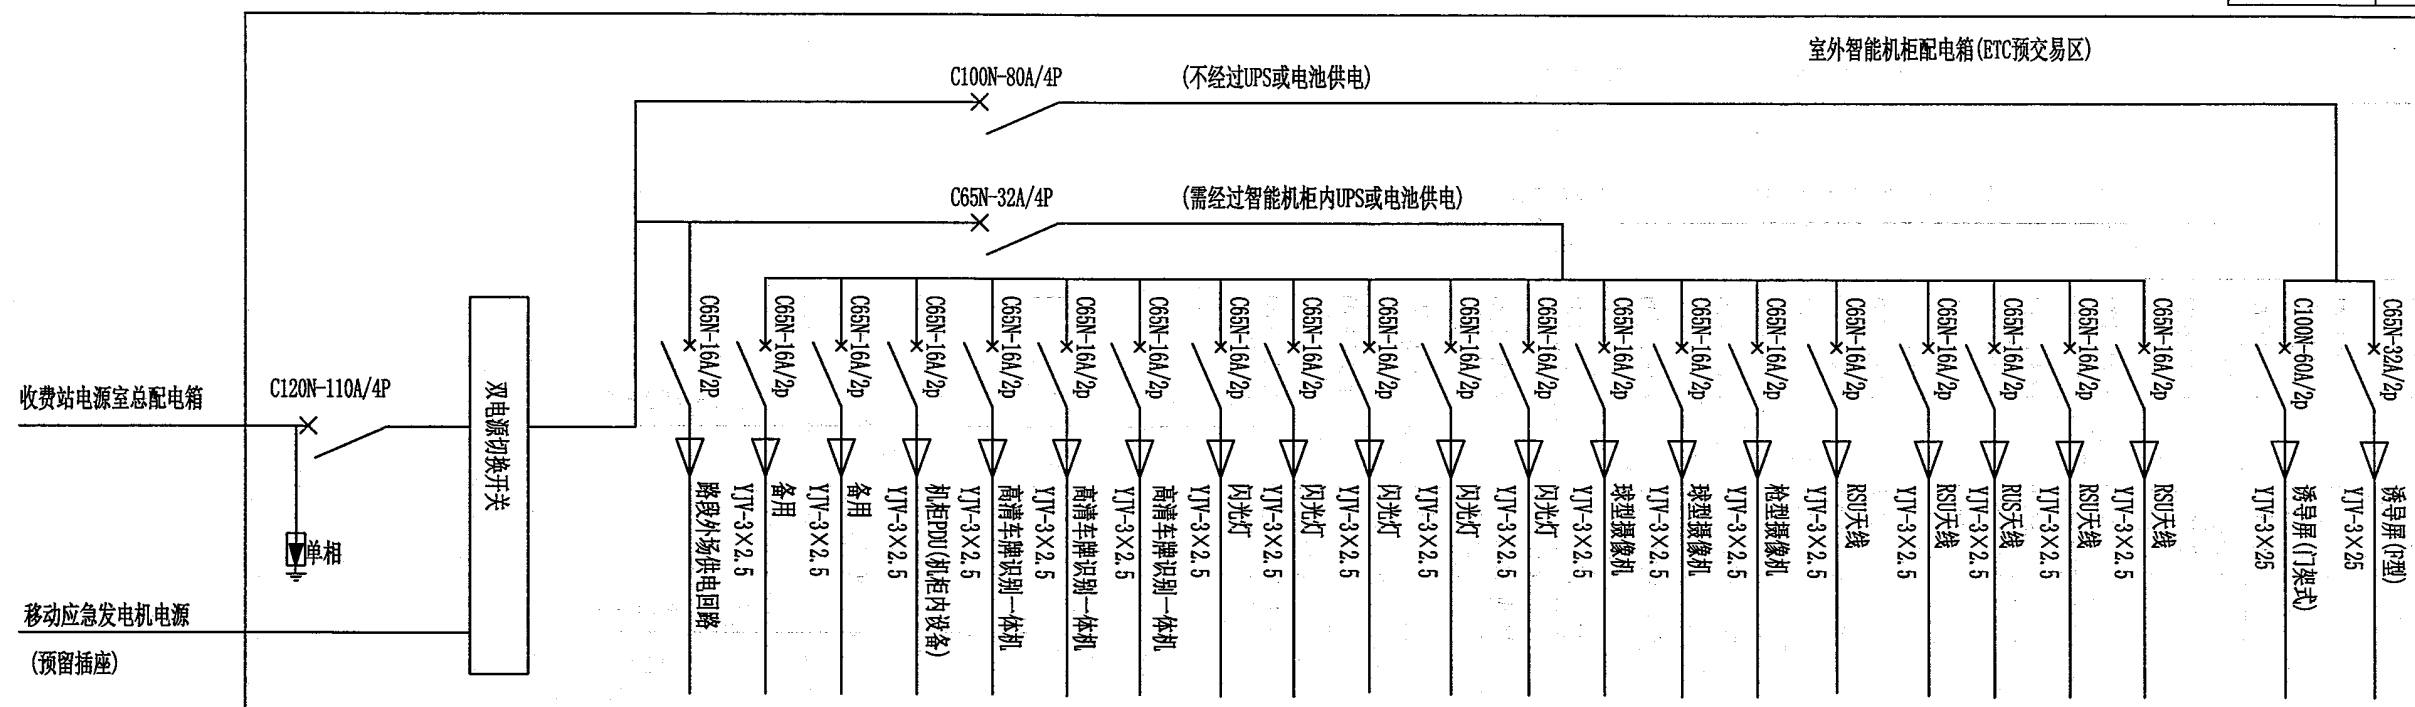 室外智能机柜配电箱(ETC预交易区)
C100N-80A/4P
(不经过UPS或电池供电)
C65N-32A/4P
(需经过智能机柜内UPS或电池供电)
收费站电源室总配电箱
C120N-110A/4P
单相
移动应急发电机电源
(预留插座)
双电源切换开关
C65N-16A/2P
路段外场供电回路
C65N-16A/2p
备用
YJV-3×2.5
C65N-16A/2p
备用
YJV-3×2.5
C65N-16A/2p
机柜PDU(机柜内设备)
YJV-3×2.5
C65N-16A/2p
高清车牌识别一体机
YJV-3×2.5
C65N-16A/2p
高清车牌识别一体机
YJV-3×2.5
C65N-16A/2p
高清车牌识别一体机
YJV-3×2.5
C65N-16A/2p
闪光灯
YJV-3×2.5
C65N-16A/2p
闪光灯
YJV-3×2.5
C65N-16A/2p
闪光灯
YJV-3×2.5
C65N-16A/2p
闪光灯
YJV-3×2.5
C65N-16A/2p
闪光灯
YJV-3×2.5
C65N-16A/2p
球型摄像机
YJV-3×2.5
C65N-16A/2p
球型摄像机
YJV-3×2.5
C65N-16A/2p
枪型摄像机
YJV-3×2.5
C65N-16A/2p
RSU天线
YJV-3×2.5
C65N-16A/2p
RSU天线
YJV-3×2.5
C65N-16A/2p
RUS天线
YJV-3×2.5
C65N-16A/2p
RSU天线
YJV-3×2.5
C65N-16A/2p
RSU天线
YJV-3×2.5
C100N-60A/2p
诱导屏(门架式)
YJV-3×25
C65N-32A/2p
诱导屏(F型)
YJV-3×25